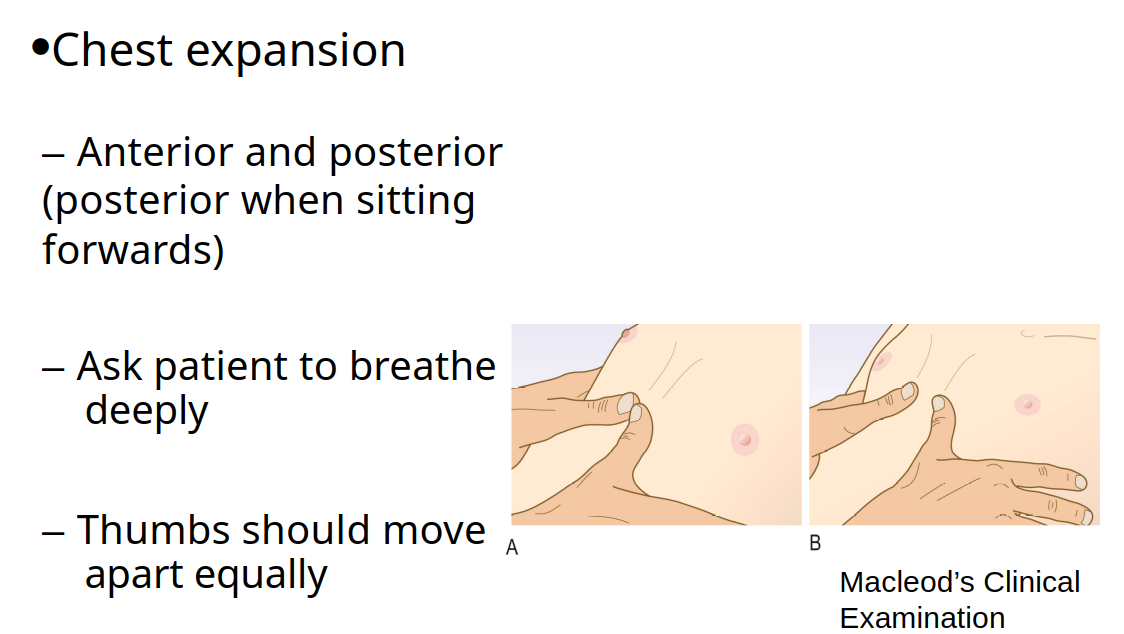 •Chest expansion
– Anterior and posterior
(posterior when sitting
forwards)
– Ask patient to breathe
deeply
– Thumbs should move
apart equally
A
B
Macleod’s Clinical
Examination